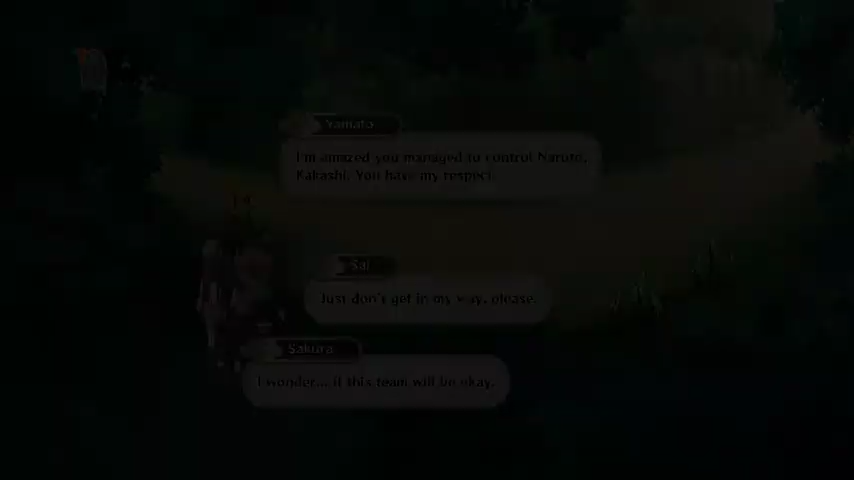 Yamato
I'm amazed you managed to control Naruto,
Kakashi. You have my respect.
Sai
Just don't get in my way, please.
Sakura
I wonder... if this team will be okay.